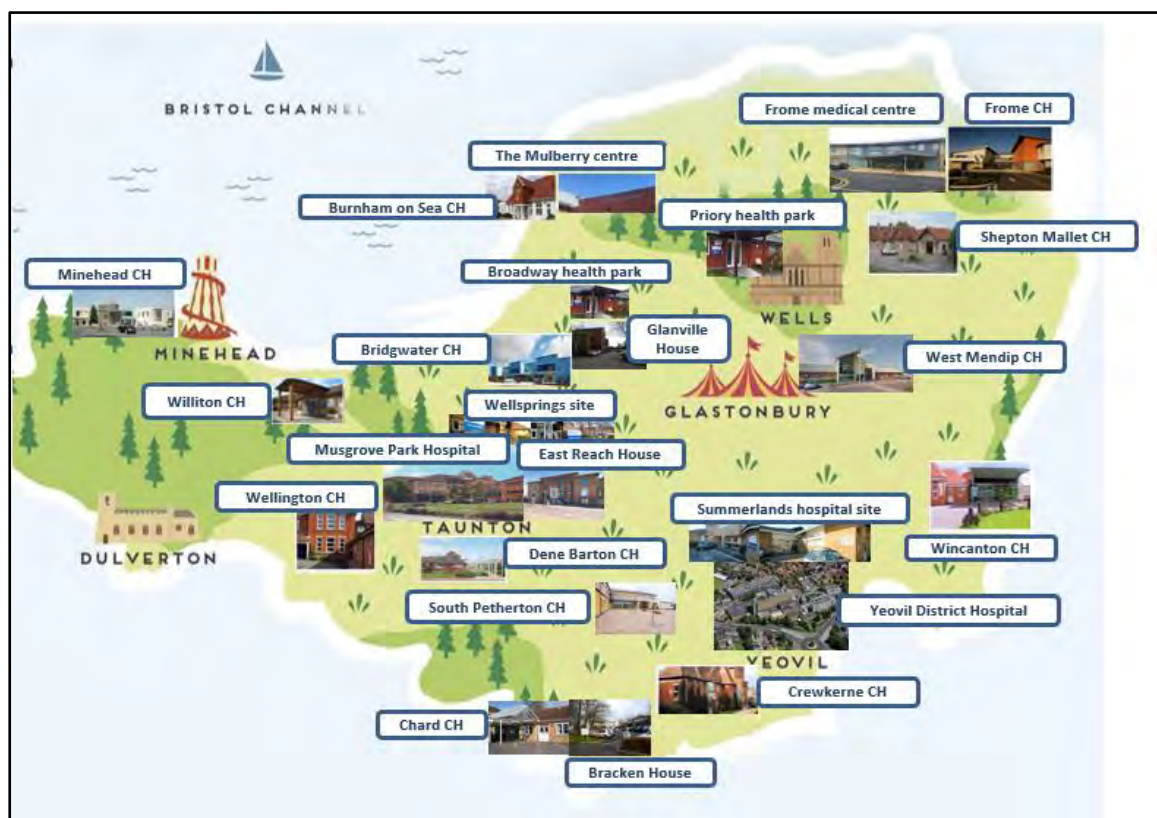 BRISTOL CHANNEL
Frome medical centre
Frome CH
The Mulberry centre
Burnham on Sea CH
Priory health park
Shepton Mallet CH
Minehead CH
Broadway health park
MINEHEAD
WELLS
Bridgwater CH
Glanville
House
West Mendip CH
Williton CH
Wellsprings site
GLASTONBURY
Musgrove Park Hospital
East Reach House
Wellington CH
Summerlands hospital site
TAUNTON
DULVERTON
Dene Barton CH
Wincanton CH
South Petherton CH
Yeovil District Hospital
YEOVIL
Crewkerne CH
Chard CH
Bracken House